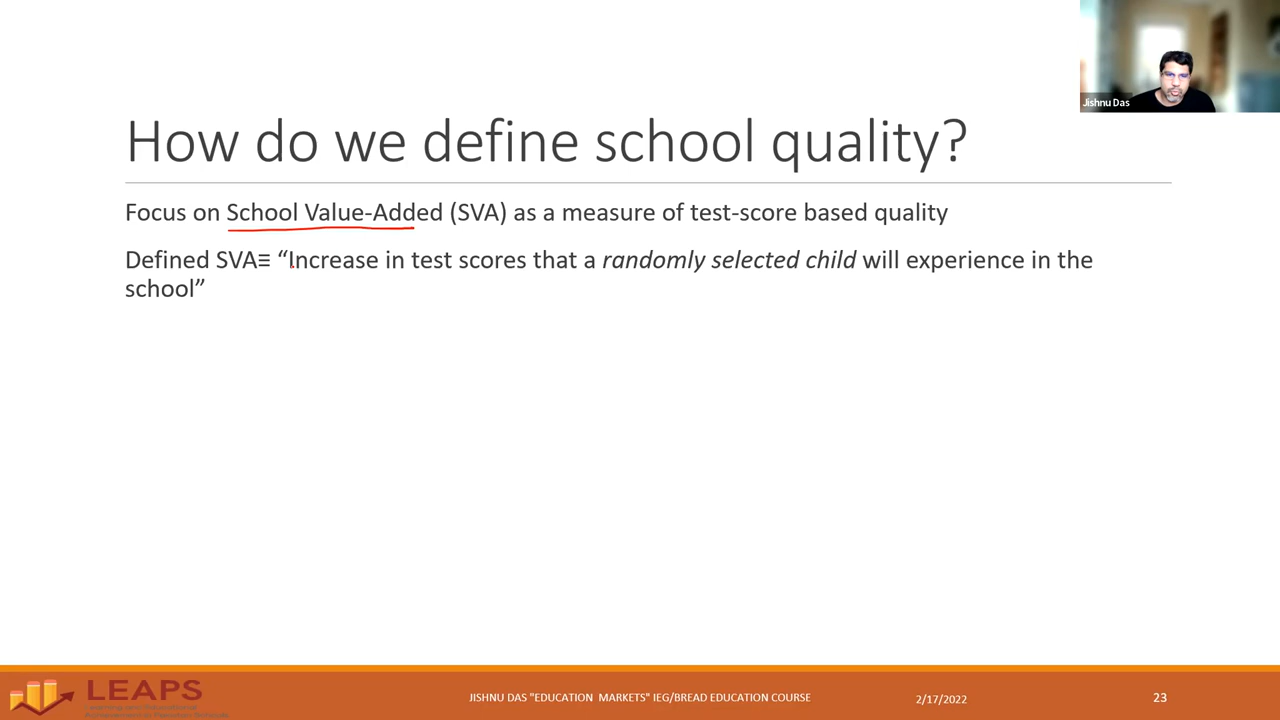 Jishnu Das
How do we define school quality?
Focus on School Value-Added (SVA) as a measure of test-score based quality
Defined SVA≡ “Increase in test scores that a randomly selected child will experience in the
school”
LEAPS
JISHNU DAS "EDUCATION MARKETS" IEG/BREAD EDUCATION COURSE
2/17/2022
23